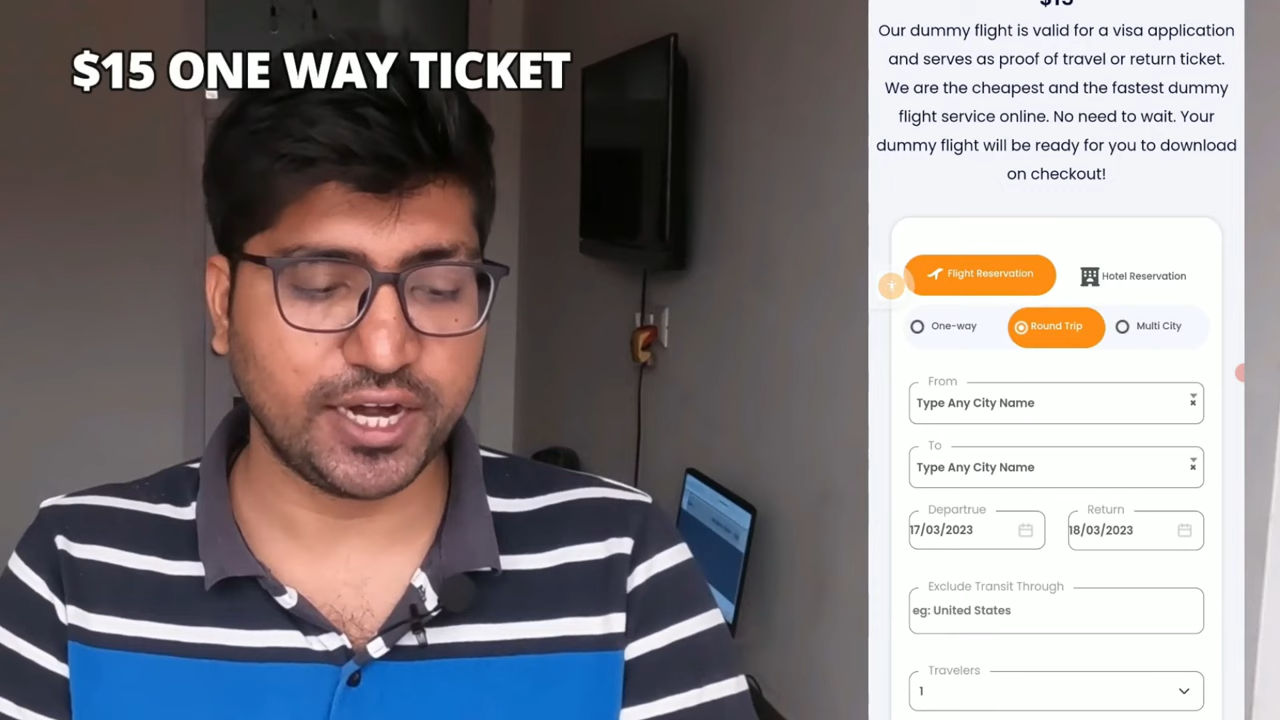 $15 ONE WAY TICKET
$15
Our dummy flight is valid for a visa application
and serves as proof of travel or return ticket.
We are the cheapest and the fastest dummy
flight service online. No need to wait. Your
dummy flight will be ready for you to download
on checkout!
Flight Reservation
Hotel Reservation
One-way
Round Trip
Multi City
From
Type Any City Name
To
Type Any City Name
Departrue
Return
17/03/2023
18/03/2023
Exclude Transit Through
eg: United States
Travelers
1